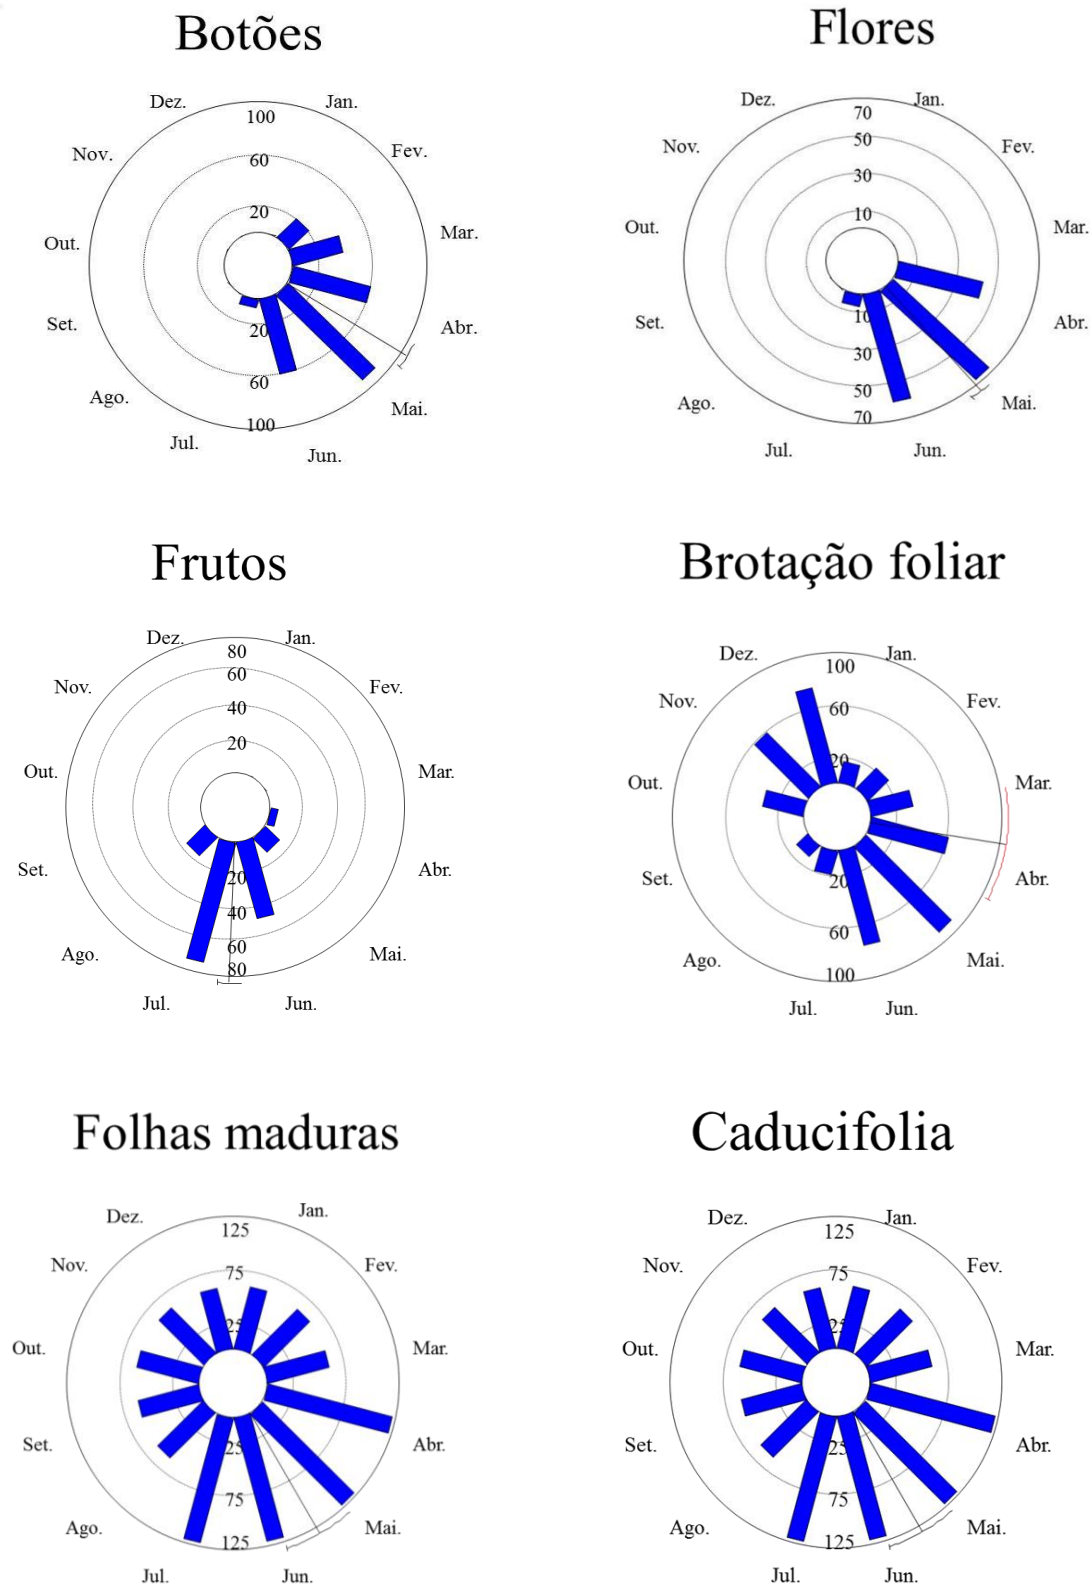 Botões
Dez.
Jan.
100
Nov.
Fev.
60
20
Out.
Mar.
Set.
Abr.
20
60
Ago.
Mai.
100
Jul.
Jun.
Flores
Dez.
Jan.
70
Nov.
Fev.
50
30
10
Out.
Mar.
Set.
Abr.
10
30
50
Ago.
Mai.
70
Jul.
Jun.
Frutos
Dez.
Jan.
80
60
Nov.
Fev.
40
20
Out.
Mar.
Set.
Abr.
20
40
60
Ago.
Mai.
80
Jul.
Jun.
Brotação foliar
Dez.
Jan.
100
Nov.
Fev.
60
20
Out.
Mar.
Set.
Abr.
20
60
Ago.
Mai.
100
Jul.
Jun.
Folhas maduras
Dez.
Jan.
125
Nov.
Fev.
75
25
Out.
Mar.
Set.
Abr.
25
75
Ago.
Mai.
125
Jul.
Jun.
Caducifolia
Dez.
Jan.
125
Nov.
Fev.
75
25
Out.
Mar.
Set.
Abr.
25
75
Ago.
Mai.
125
Jul.
Jun.